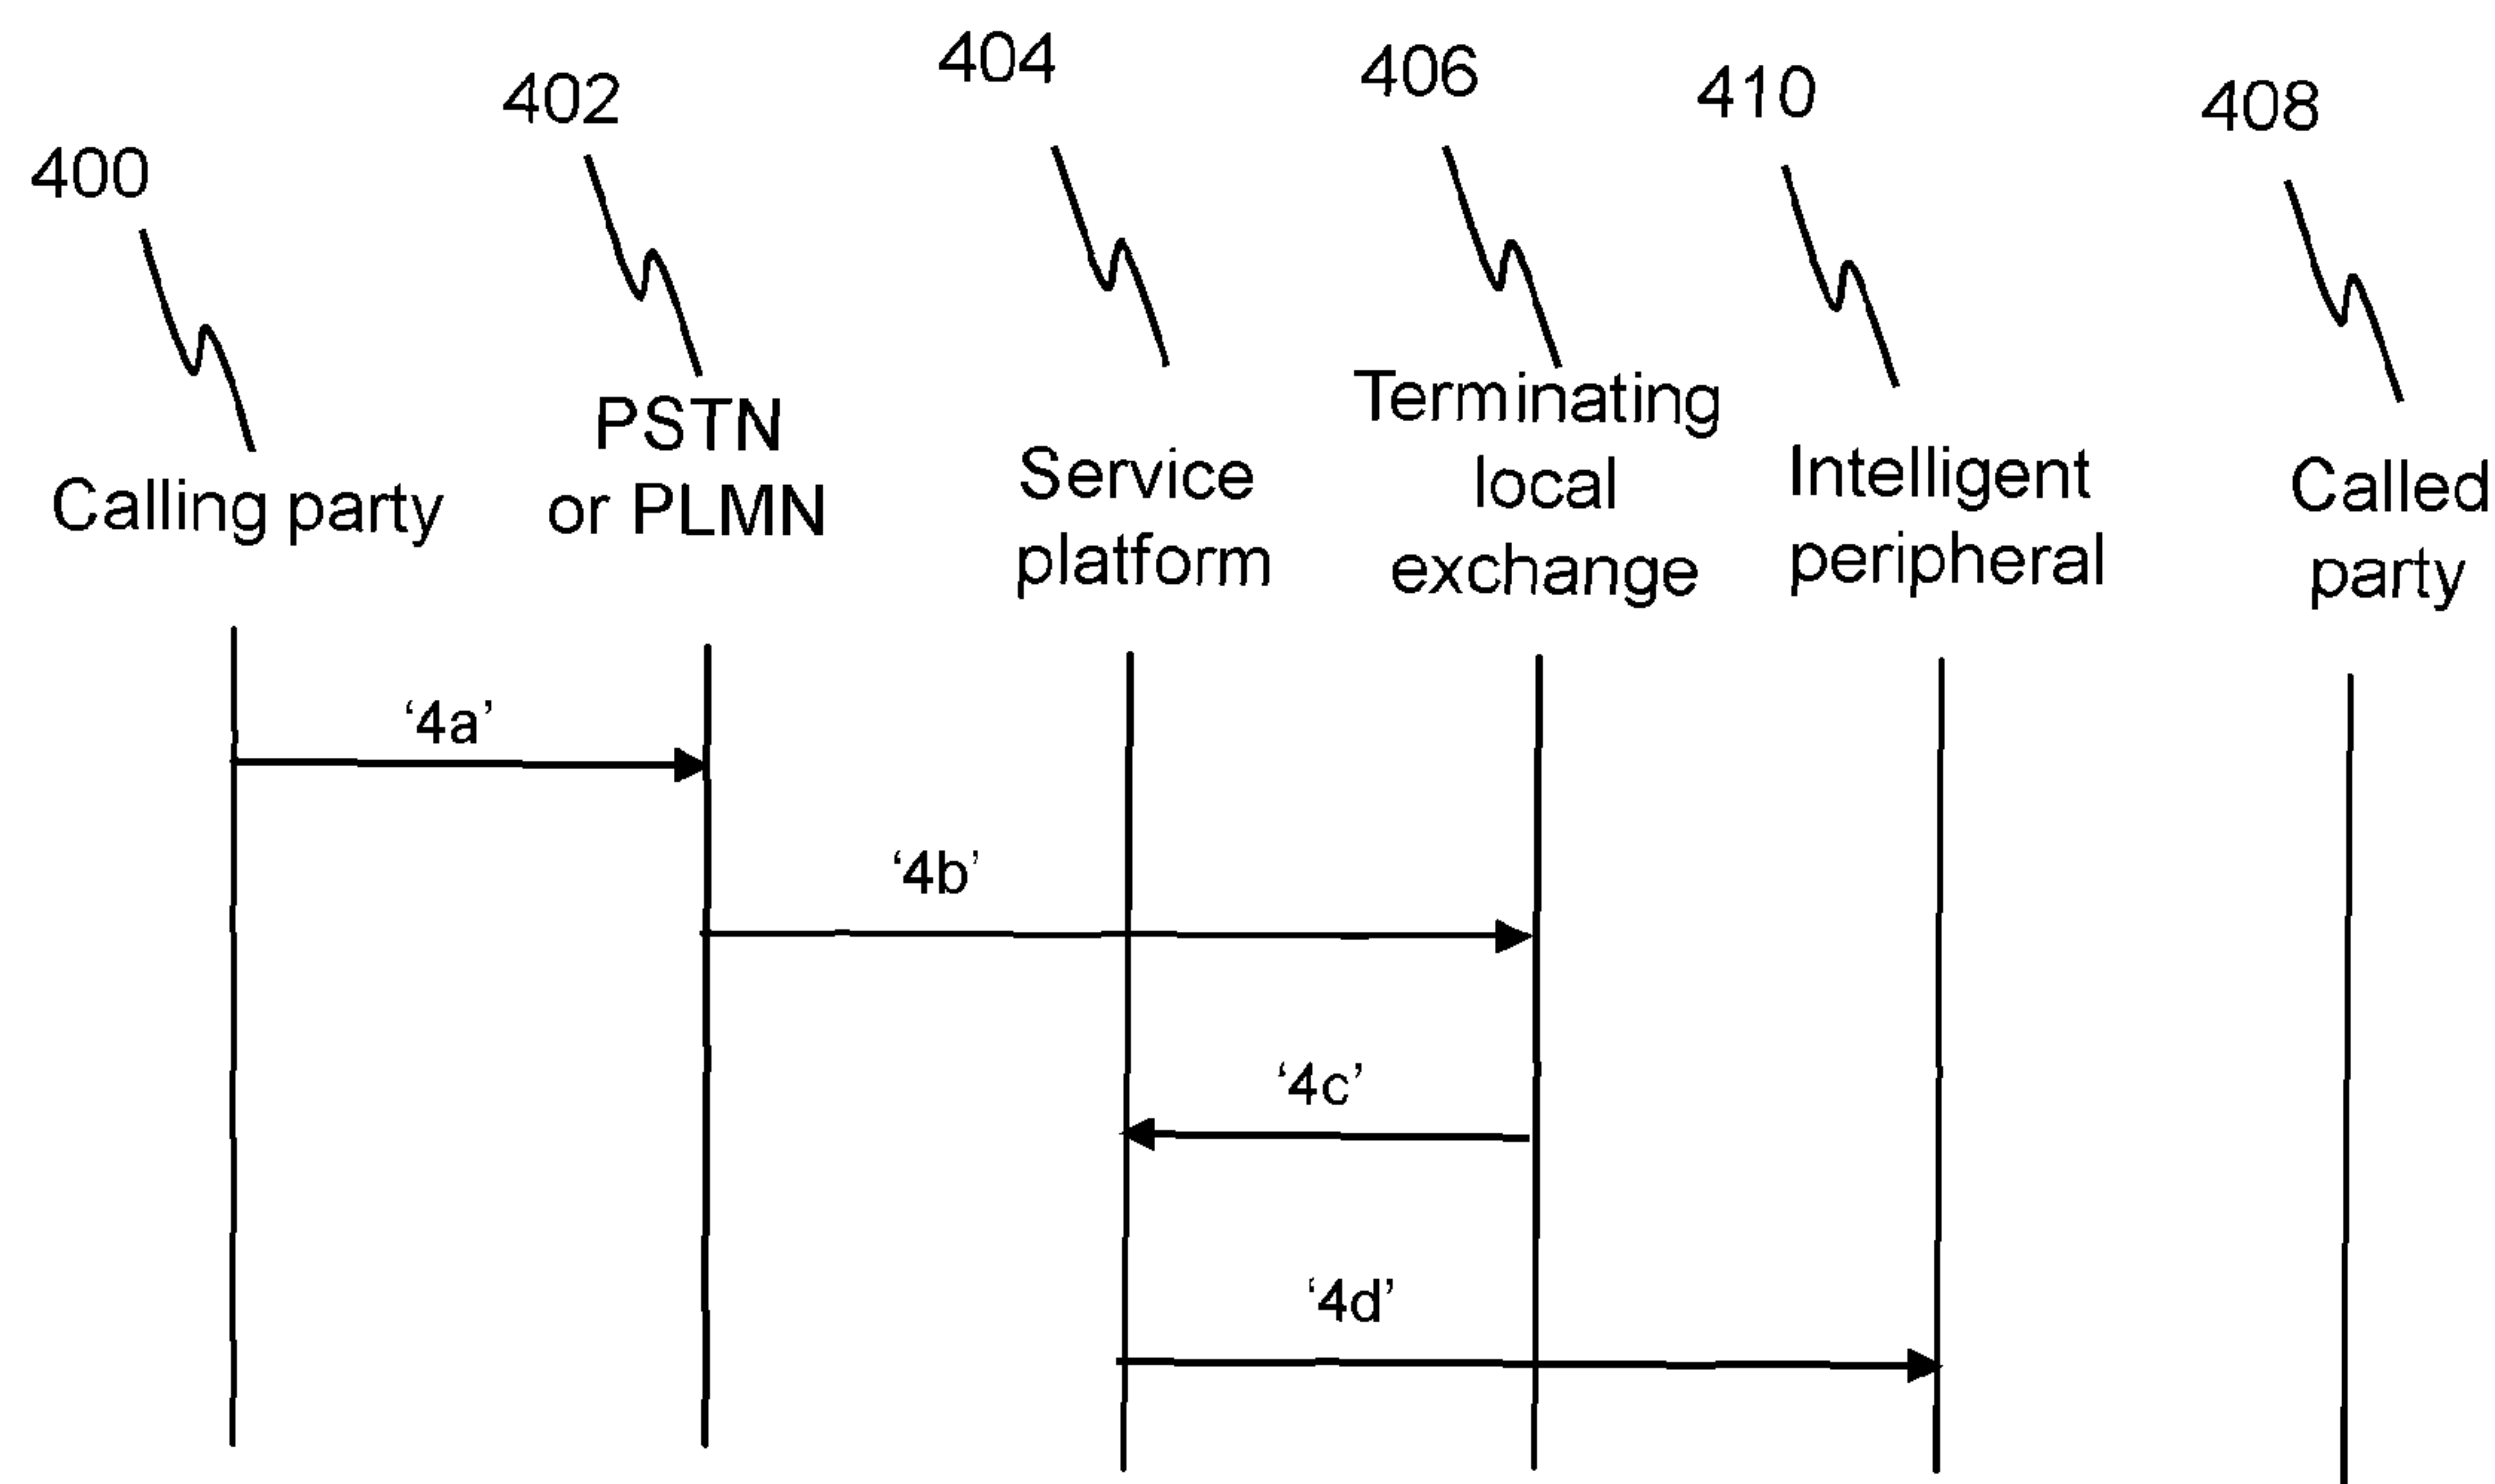 400
402
404
406
410
408
Calling party
PSTN
or PLMN
Service
platform
Terminating
local
exchange
Intelligent
peripheral
Called
party
‘4a’
‘4b’
‘4c’
‘4d’